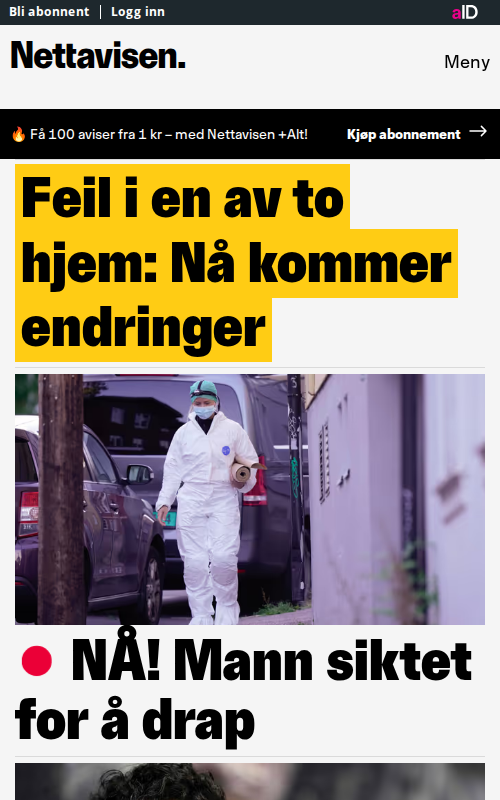 Bli abonnent | Logg inn
aID
Nettavisen.
Meny
🔥 Få 100 aviser fra 1 kr – med Nettavisen +Alt!
Kjøp abonnement →
Feil i en av to
hjem: Nå kommer
endringer
NÅ! Mann siktet
for å drap